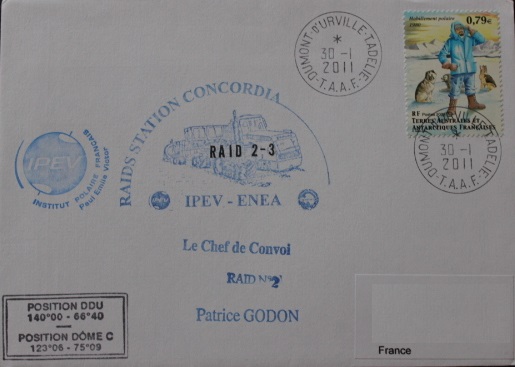 DUMONT-D'URVILLE-T.ADELIE
*
30-1
2011
-T.A.A.F.-
Habillement polaire
0,79€
RF
TERRES AUSTRALES ET
ANTARCTIQUES FRANÇAISES
DUMONT-D'URVILLE-T.ADELIE
30-1
2011
-T.A.A.F.-
IPEV
INSTITUT POLAIRE FRANÇAIS
Paul Emile Victor
RAIDS STATION CONCORDIA
RAID 2-3
IPEV - ENEA
Le Chef de Convoi
RAID N°2
Patrice GODON
POSITION DDU
140°00 - 66°40
POSITION DÔME C
123°06 - 75°09
France